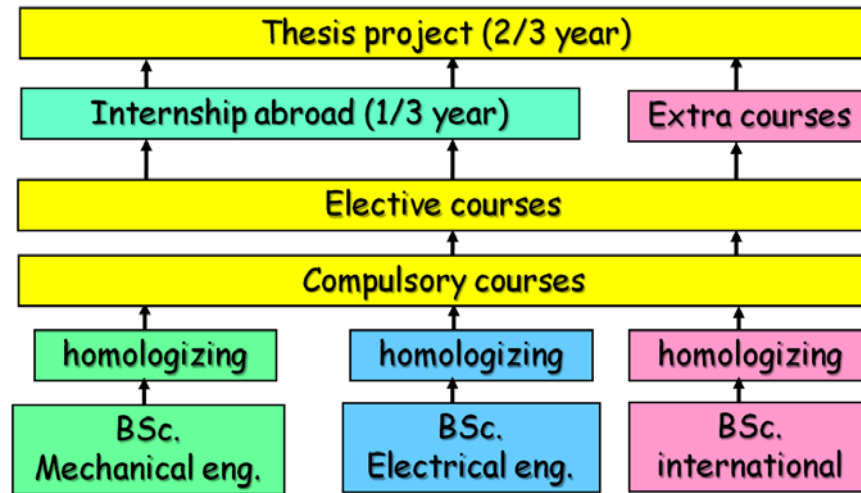 Thesis project (2/3 year)
Internship abroad (1/3 year)
Extra courses
Elective courses
Compulsory courses
homologizing
homologizing
homologizing
BSc.
Mechanical eng.
BSc.
Electrical eng.
BSc.
international